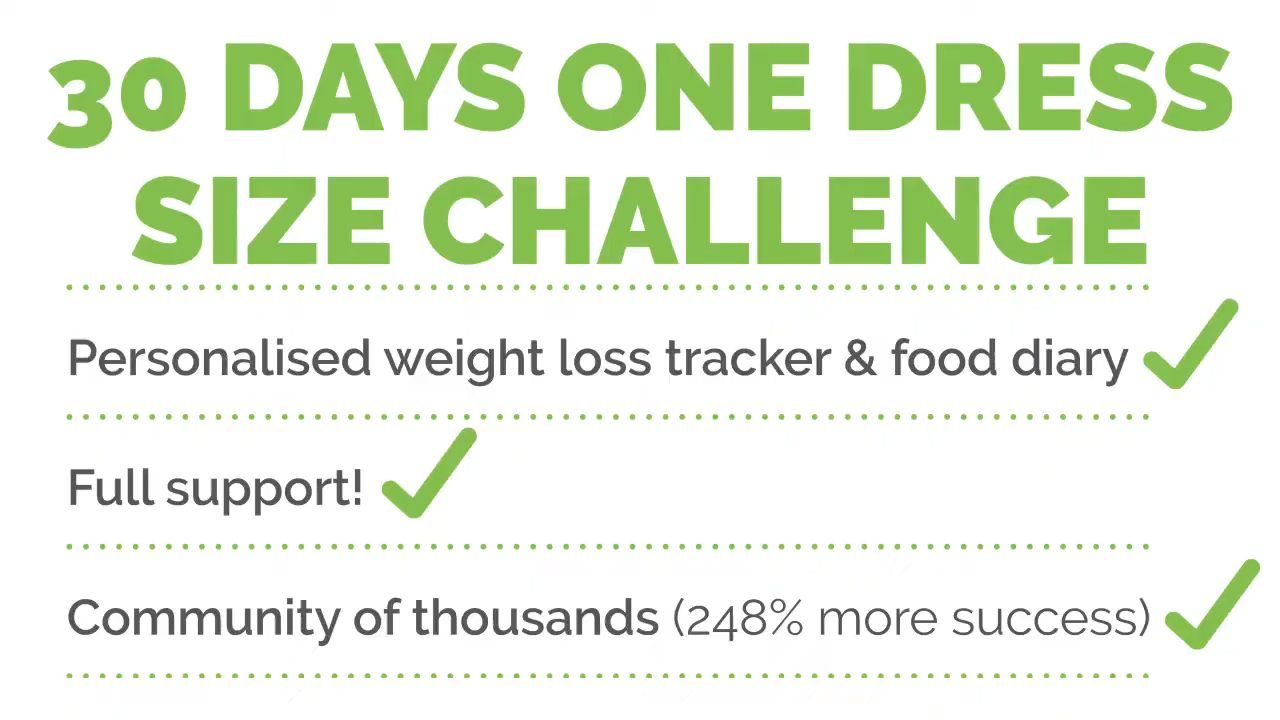 30 DAYS ONE DRESS
SIZE CHALLENGE
Personalised weight loss tracker & food diary
Full support!
Community of thousands (248% more success)